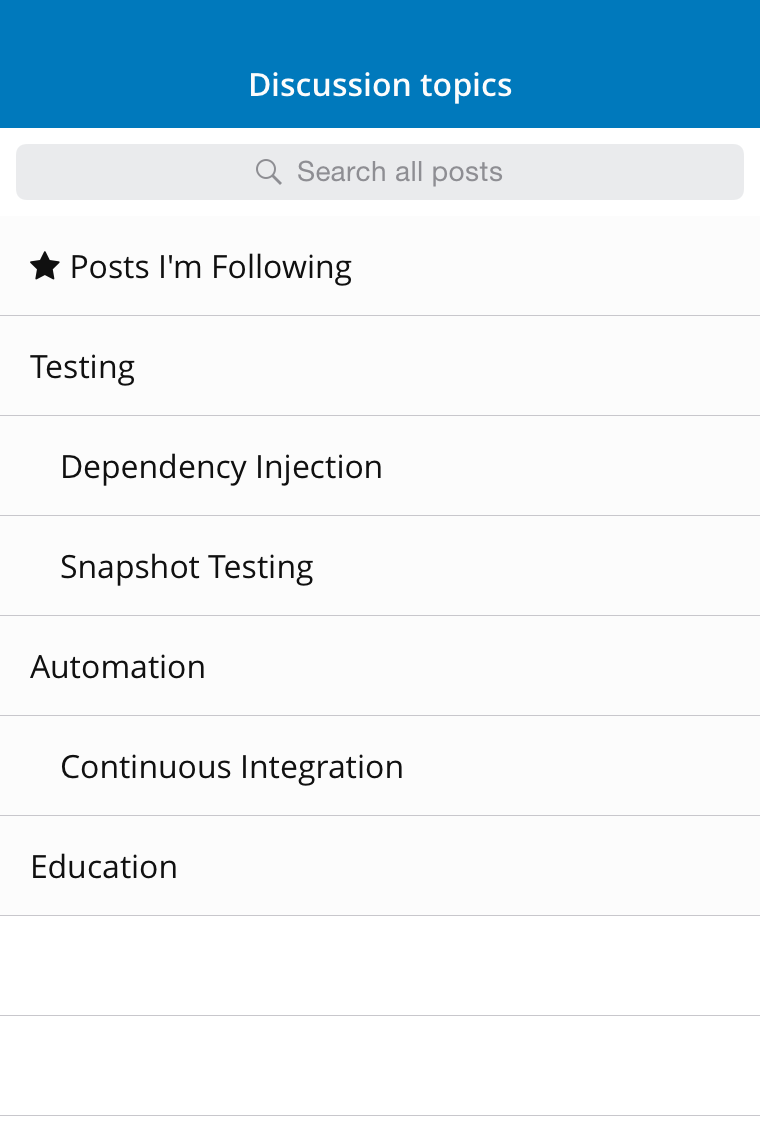 Discussion topics
Search all posts
Posts I'm Following
Testing
Dependency Injection
Snapshot Testing
Automation
Continuous Integration
Education